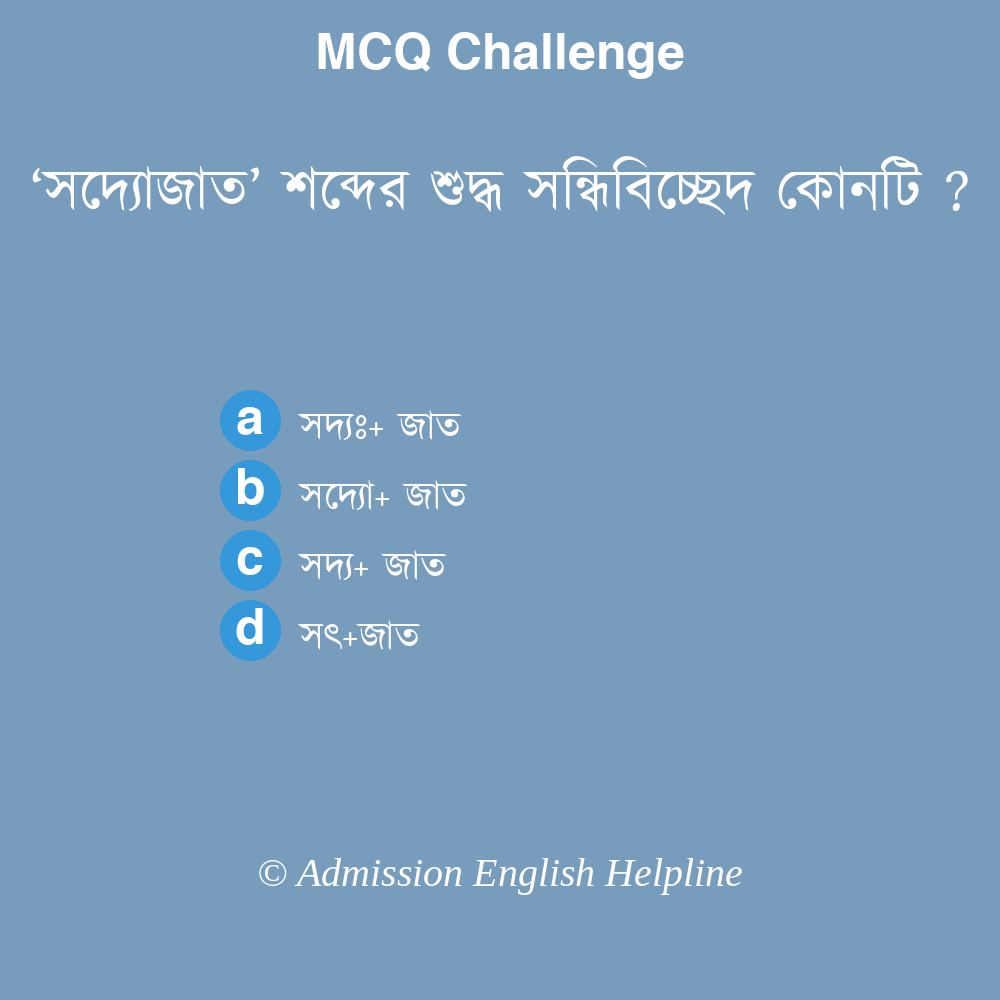 MCQ Challenge
‘সদ্যোজাত’ শব্দের শুদ্ধ সন্ধিবিচ্ছেদ কোনটি ?
a সদ্যঃ+ জাত
b সদ্যো+ জাত
c সদ্য+ জাত
d সৎ+জাত
© Admission English Helpline